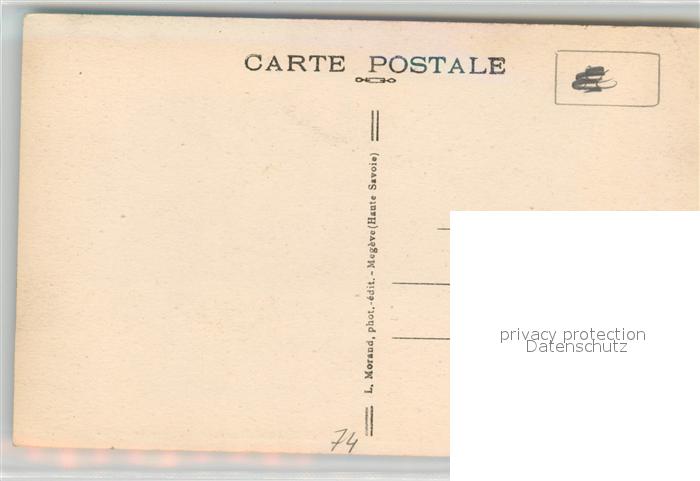 CARTE POSTALE
L. Morand, phot.-édit. - Megève (Haute Savoie)
privacy protection
Datenschutz
74